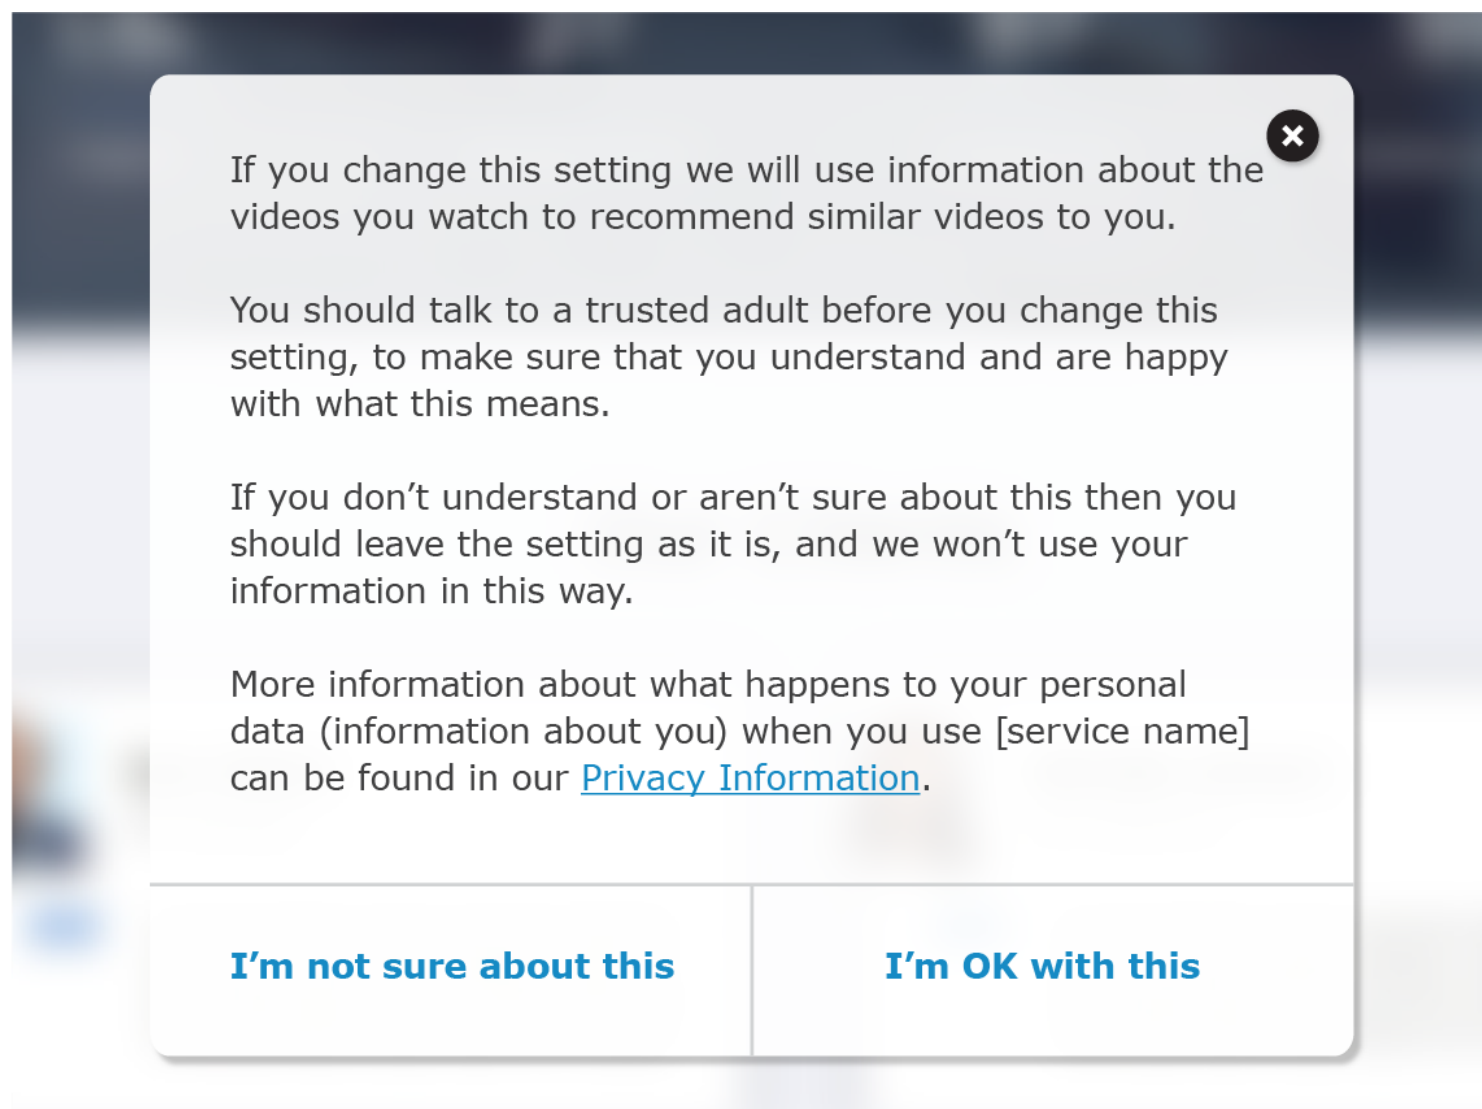 If you change this setting we will use information about the
videos you watch to recommend similar videos to you.
You should talk to a trusted adult before you change this
setting, to make sure that you understand and are happy
with what this means.
If you don’t understand or aren’t sure about this then you
should leave the setting as it is, and we won’t use your
information in this way.
More information about what happens to your personal
data (information about you) when you use [service name]
can be found in our Privacy Information.
I’m not sure about this
I’m OK with this